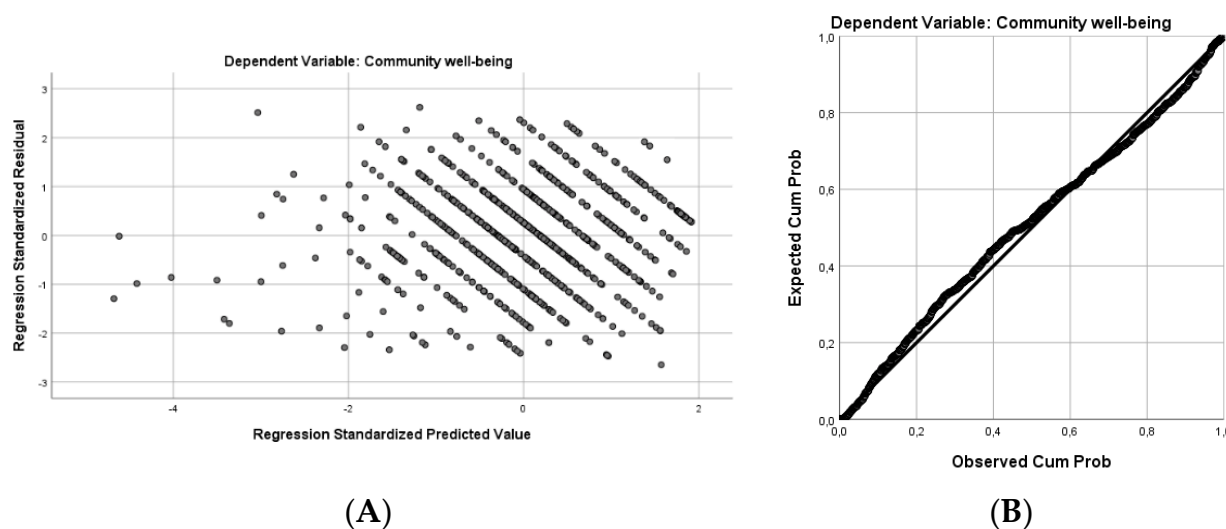 Dependent Variable: Community well-being
Regression Standardized Residual
3
2
1
0
-1
-2
-3
-4
-2
0
2
Regression Standardized Predicted Value
(A)
Dependent Variable: Community well-being
Expected Cum Prob
1,0
0,8
0,6
0,4
0,2
0,0
0,0
0,2
0,4
0,6
0,8
1,0
Observed Cum Prob
(B)